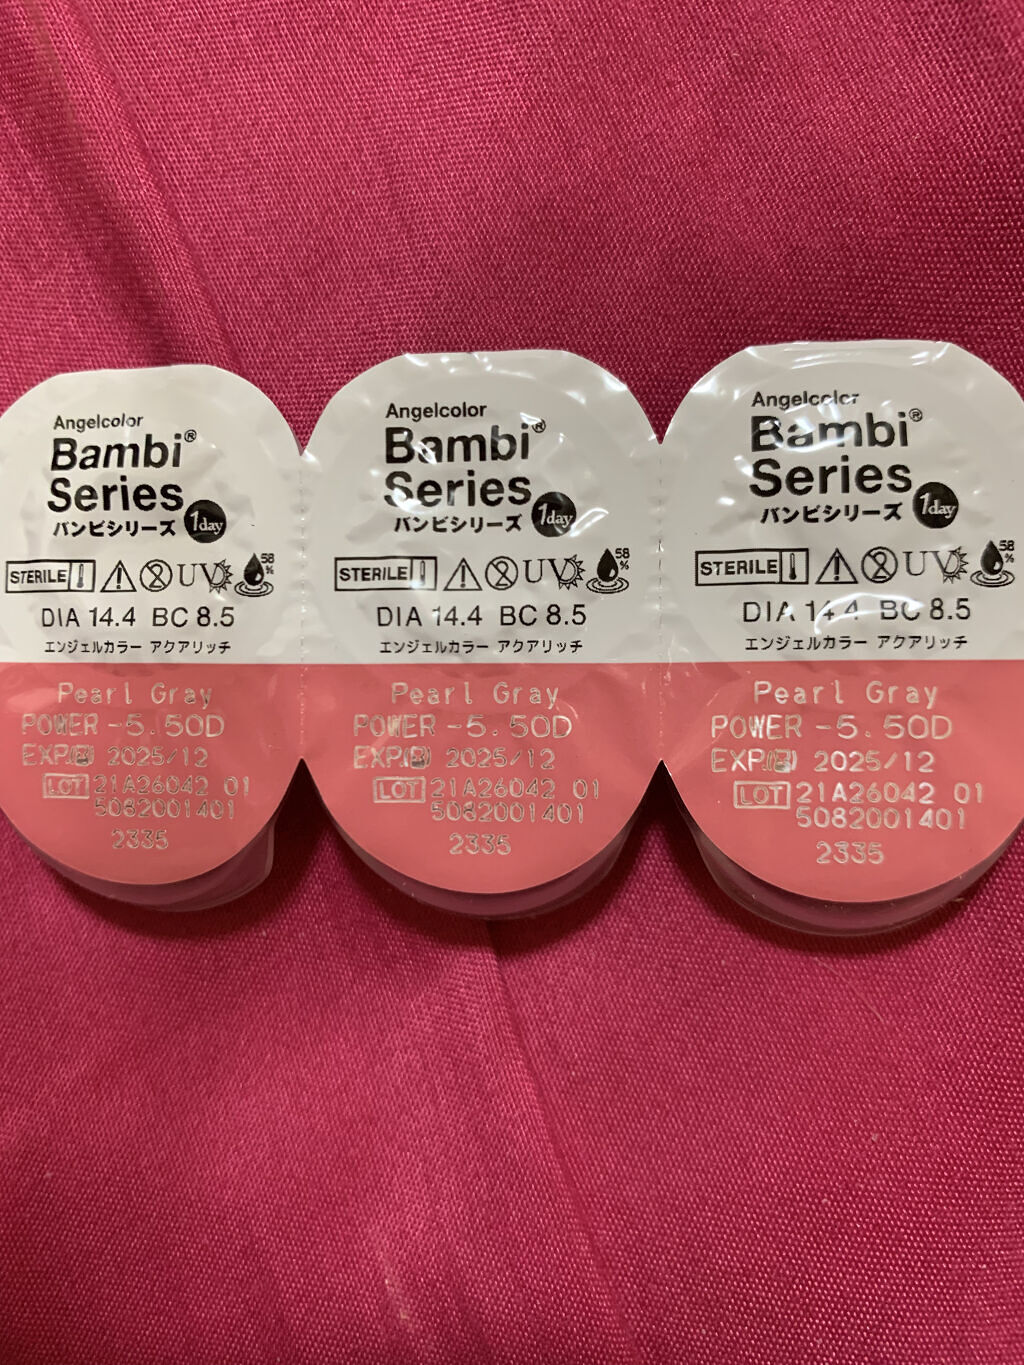 Angelcolor
Bambi®
Series
バンビシリーズ 1day
STERILE UV 58%
DIA 14.4 BC 8.5
エンジェルカラー アクアリッチ
Pearl Gray
POWER -5.50D
EXP 2025/12
LOT 21A26042 01
5082001401
2335
Angelcolor
Bambi®
Series
バンビシリーズ 1day
STERILE UV 58%
DIA 14.4 BC 8.5
エンジェルカラー アクアリッチ
Pearl Gray
POWER -5.50D
EXP 2025/12
LOT 21A26042 01
5082001401
2335
Angelcolor
Bambi®
Series
バンビシリーズ 1day
STERILE UV 58%
DIA 14.4 BC 8.5
エンジェルカラー アクアリッチ
Pearl Gray
POWER -5.50D
EXP 2025/12
LOT 21A26042 01
5082001401
2335